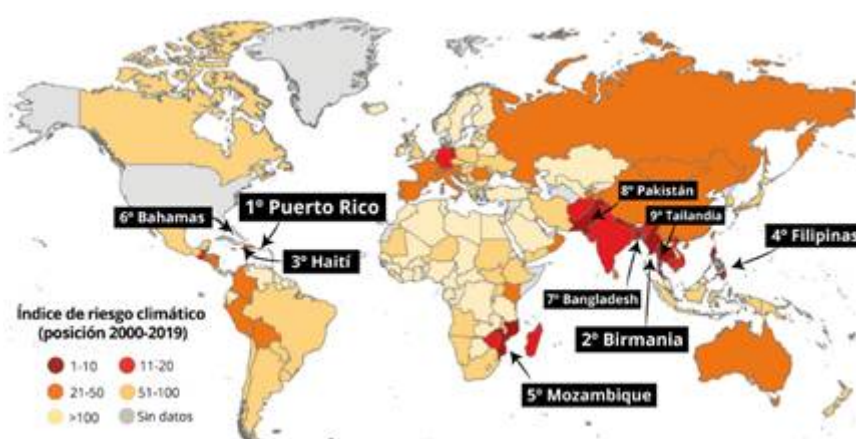 8º Pakistán
9º Tailandia
6º Bahamas
1º Puerto Rico
4º Filipinas
3º Haití
7º Bangladesh
2º Birmania
5º Mozambique
Índice de riesgo climático
(posición 2000-2019)
1-10
11-20
21-50
51-100
>100
Sin datos